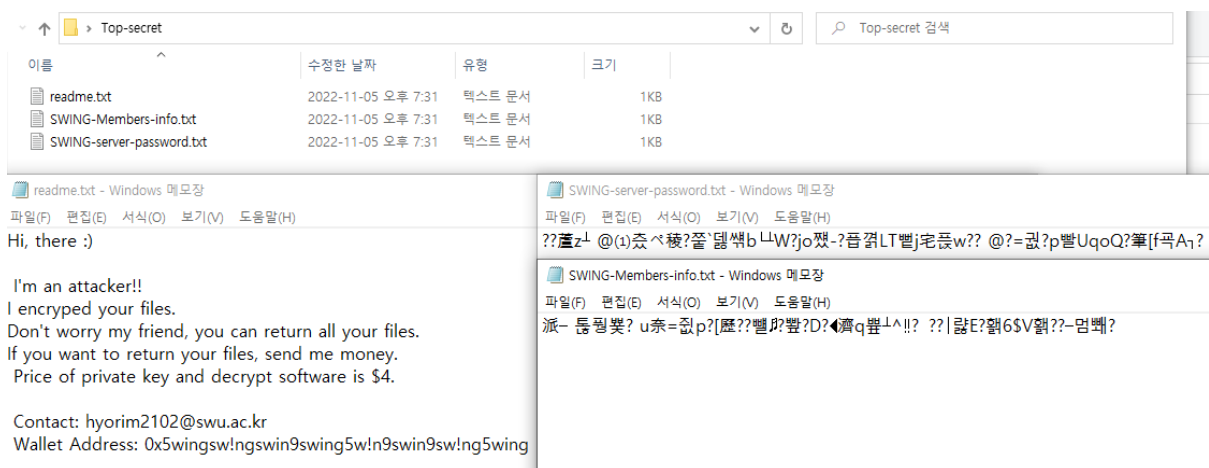 Top-secret
Top-secret 검색
이름 수정한 날짜 유형 크기
readme.txt 2022-11-05 오후 7:31 텍스트 문서 1KB
SWING-Members-info.txt 2022-11-05 오후 7:31 텍스트 문서 1KB
SWING-server-password.txt 2022-11-05 오후 7:31 텍스트 문서 1KB
readme.txt - Windows 메모장
파일(F) 편집(E) 서식(O) 보기(V) 도움말(H)
Hi, there :)
I'm an attacker!!
I encryped your files.
Don't worry my friend, you can return all your files.
If you want to return your files, send me money.
Price of private key and decrypt software is $4.
Contact: hyorim2102@swu.ac.kr
Wallet Address: 0x5wingsw!ngswin9swing5w!n9swin9sw!ng5wing
SWING-server-password.txt - Windows 메모장
파일(F) 편집(E) 서식(O) 보기(V) 도움말(H)
SWING-Members-info.txt - Windows 메모장
파일(F) 편집(E) 서식(O) 보기(V) 도움말(H)